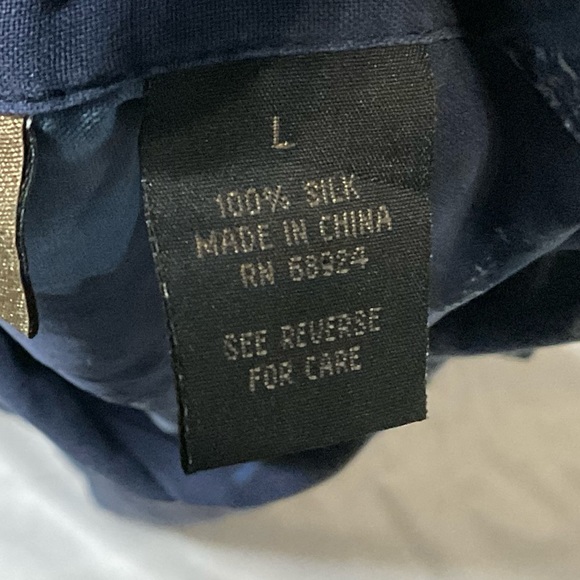 L
100% SILK
MADE IN CHINA
RN 68924
SEE REVERSE
FOR CARE